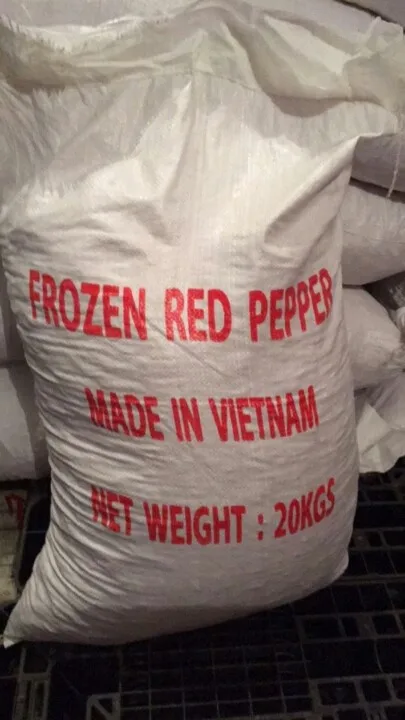 FROZEN RED PEPPER
MADE IN VIETNAM
NET WEIGHT : 20KGS